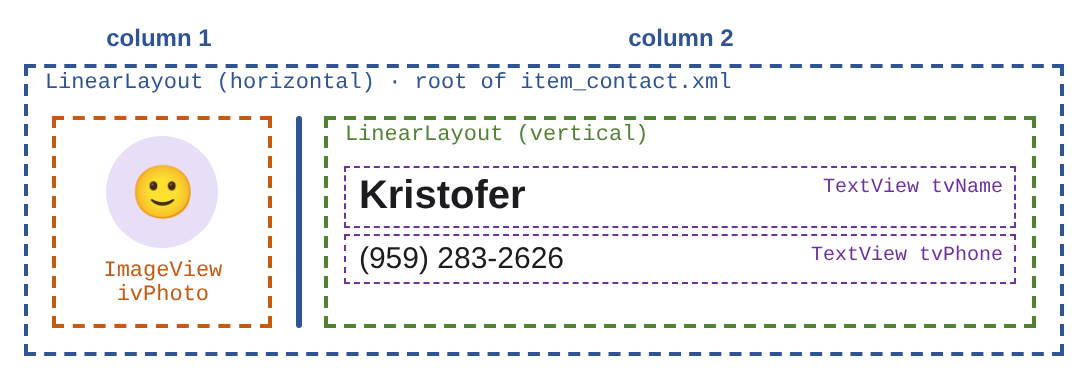 column 1
column 2
LinearLayout (horizontal) · root of item_contact.xml
ImageView
ivPhoto
LinearLayout (vertical)
Kristofer
TextView tvName
(959) 283-2626
TextView tvPhone